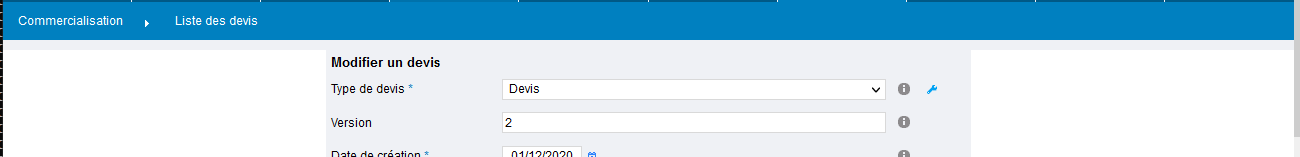 Commercialisation Liste des devis
Modifier un devis
Type de devis * Devis
Version 2
Date de création * 01/12/2020